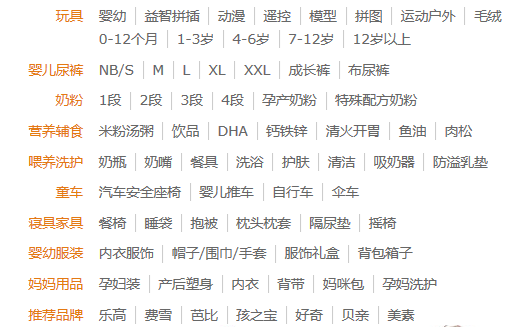 玩具 婴幼 益智拼插 动漫 遥控 模型 拼图 运动户外 毛绒
0-12个月 1-3岁 4-6岁 7-12岁 12岁以上
婴儿尿裤 NB/S M L XL XXL 成长裤 布尿裤
奶粉 1段 2段 3段 4段 孕产奶粉 特殊配方奶粉
营养辅食 米粉汤粥 饮品 DHA 钙铁锌 清火开胃 鱼油 肉松
喂养洗护 奶瓶 奶嘴 餐具 洗浴 护肤 清洁 吸奶器 防溢乳垫
童车 汽车安全座椅 婴儿推车 自行车 伞车
寝具家具 餐椅 睡袋 抱被 枕头枕套 隔尿垫 摇椅
婴幼服装 内衣服饰 帽子/围巾/手套 服饰礼盒 背包箱子
妈妈用品 孕妇装 产后塑身 内衣 背带 妈咪包 孕妈洗护
推荐品牌 乐高 费雪 芭比 孩之宝 好奇 贝亲 美素